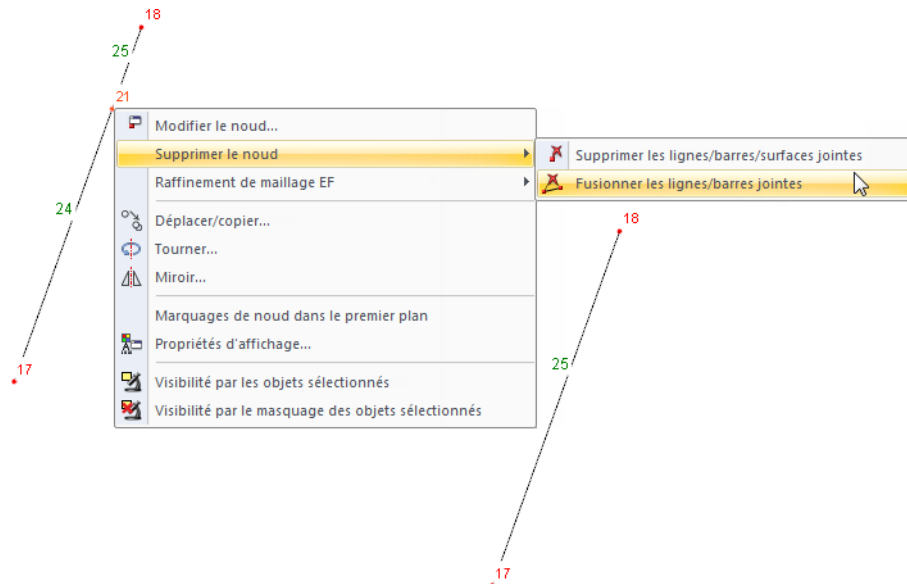 18
25
21
Modifier le noud...
Supprimer le noud
Supprimer les lignes/barres/surfaces jointes
Raffinement de maillage EF
Fusionner les lignes/barres jointes
24
Déplacer/copier...
18
Tourner...
Miroir...
Marquages de noud dans le premier plan
Propriétés d'affichage...
25
17
Visibilité par les objets sélectionnés
Visibilité par le masquage des objets sélectionnés
17